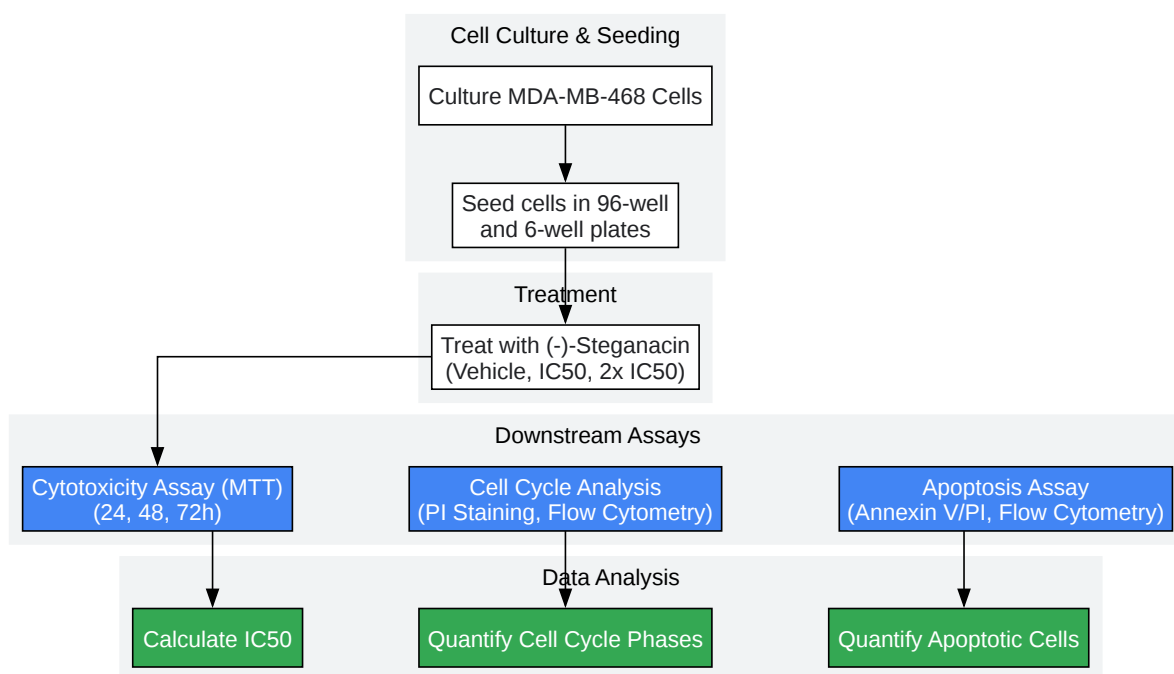 Cell Culture & Seeding
Culture MDA-MB-468 Cells
Seed cells in 96-well
and 6-well plates
Treatment
Treat with (-)-Steganacin
(Vehicle, IC50, 2x IC50)
Downstream Assays
Cytotoxicity Assay (MTT)
(24, 48, 72h)
Cell Cycle Analysis
(PI Staining, Flow Cytometry)
Apoptosis Assay
(Annexin V/PI, Flow Cytometry)
Data Analysis
Calculate IC50
Quantify Cell Cycle Phases
Quantify Apoptotic Cells